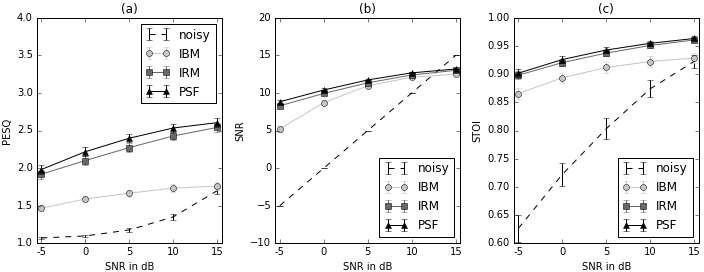 (a)
4.0
3.5
3.0
2.5
2.0
1.5
1.0
PESQ
-5
0
5
10
15
SNR in dB
noisy
IBM
IRM
PSF
(b)
20
15
10
5
0
−5
−10
SNR
-5
0
5
10
15
SNR in dB
noisy
IBM
IRM
PSF
(c)
1.00
0.95
0.90
0.85
0.80
0.75
0.70
0.65
0.60
STOI
-5
0
5
10
15
SNR in dB
noisy
IBM
IRM
PSF